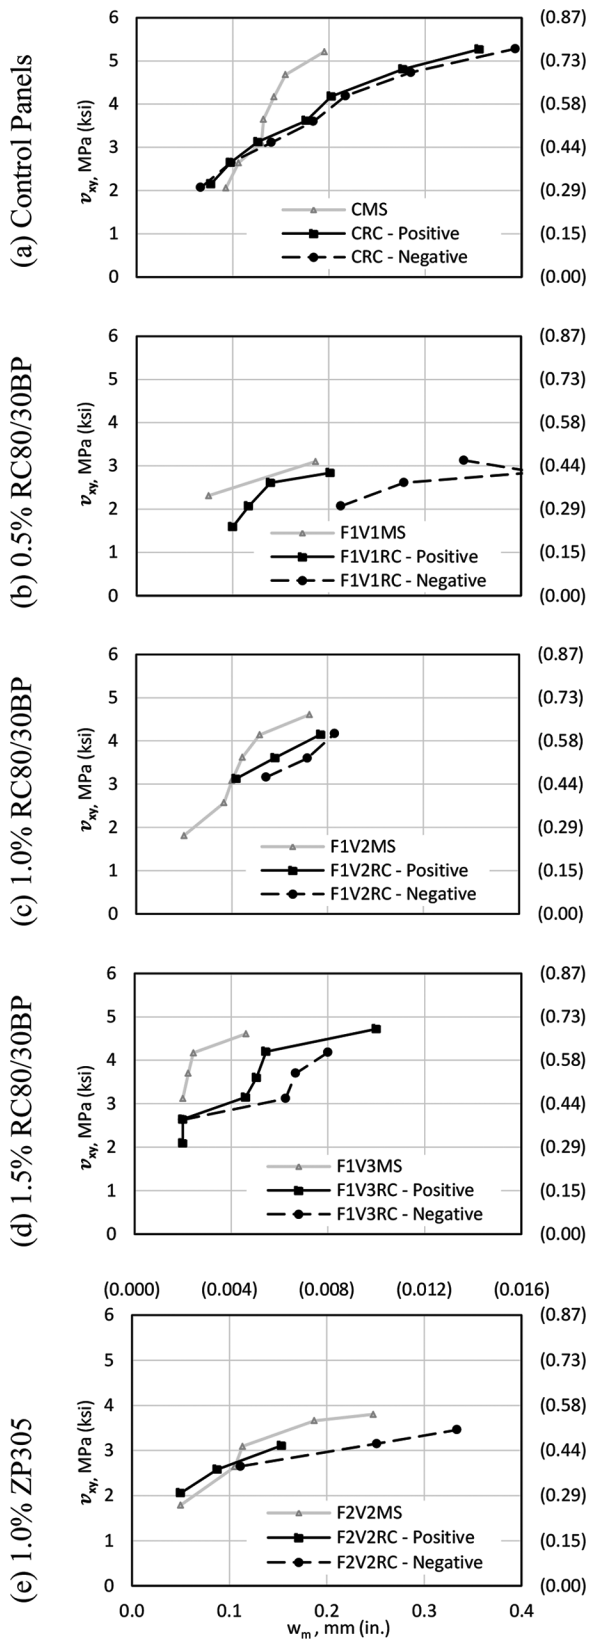 (a) Control Panels
𝒗xy, MPa (ksi)
6 (0.87)
5 (0.73)
4 (0.58)
3 (0.44)
2 (0.29)
1 (0.15)
0 (0.00)
CMS
CRC - Positive
CRC - Negative
(b) 0.5% RC80/30BP
𝒗xy, MPa (ksi)
6 (0.87)
5 (0.73)
4 (0.58)
3 (0.44)
2 (0.29)
1 (0.15)
0 (0.00)
F1V1MS
F1V1RC - Positive
F1V1RC - Negative
(c) 1.0% RC80/30BP
𝒗xy, MPa (ksi)
6 (0.87)
5 (0.73)
4 (0.58)
3 (0.44)
2 (0.29)
1 (0.15)
0 (0.00)
F1V2MS
F1V2RC - Positive
F1V2RC - Negative
(d) 1.5% RC80/30BP
𝒗xy, MPa (ksi)
6 (0.87)
5 (0.73)
4 (0.58)
3 (0.44)
2 (0.29)
1 (0.15)
0 (0.00)
F1V3MS
F1V3RC - Positive
F1V3RC - Negative
(0.000) (0.004) (0.008) (0.012) (0.016)
(e) 1.0% ZP305
𝒗xy, MPa (ksi)
6 (0.87)
5 (0.73)
4 (0.58)
3 (0.44)
2 (0.29)
1 (0.15)
0 (0.00)
F2V2MS
F2V2RC - Positive
F2V2RC - Negative
0.0 0.1 0.2 0.3 0.4
wm , mm (in.)